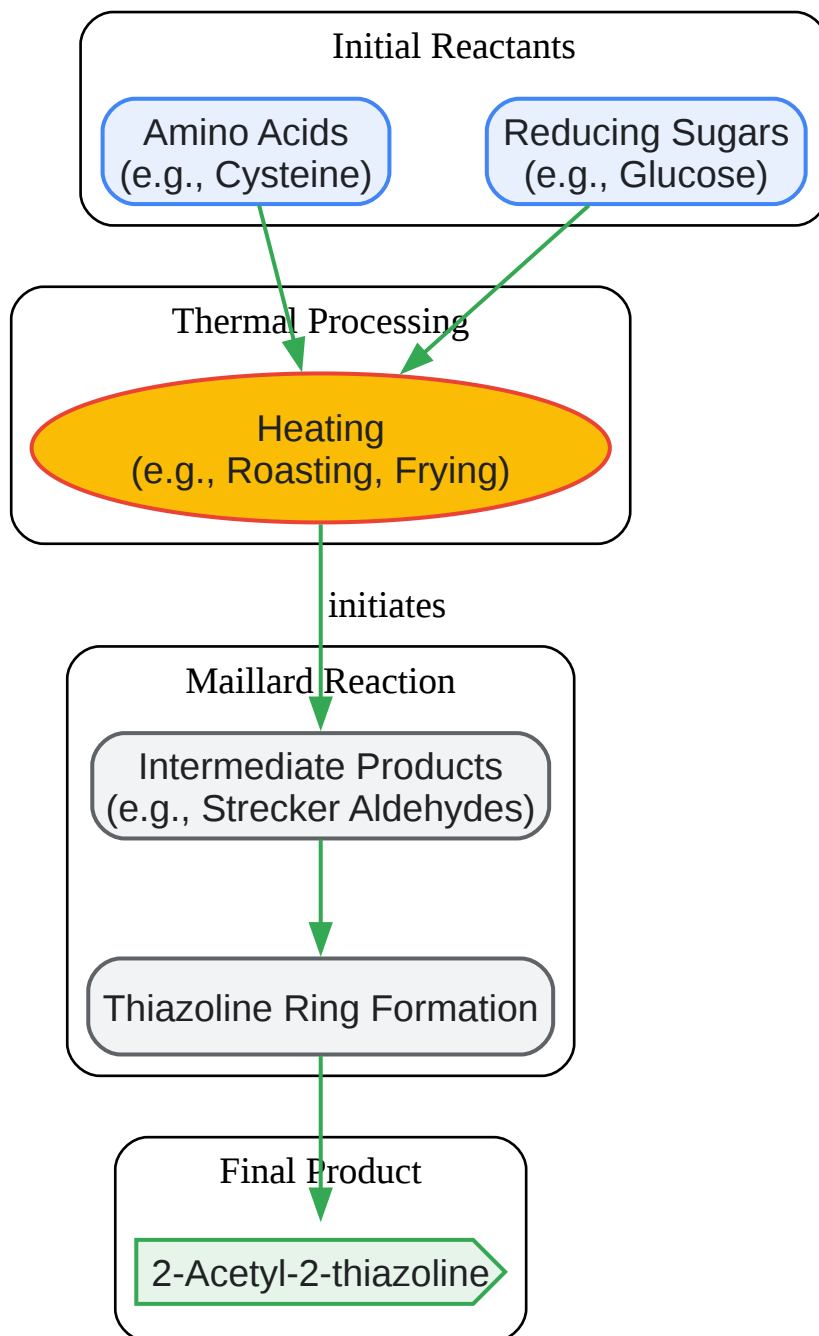 Initial Reactants
Amino Acids
(e.g., Cysteine)
Reducing Sugars
(e.g., Glucose)
Thermal Processing
Heating
(e.g., Roasting, Frying)
initiates
Maillard Reaction
Intermediate Products
(e.g., Strecker Aldehydes)
Thiazoline Ring Formation
Final Product
2-Acetyl-2-thiazoline